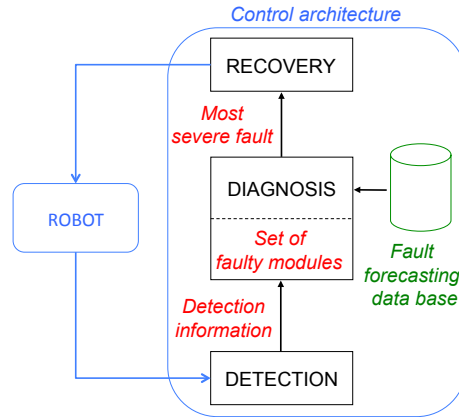 Control architecture
RECOVERY
Most
severe fault
DIAGNOSIS
ROBOT
Set of
faulty modules
Fault
forecasting
data base
Detection
information
DETECTION